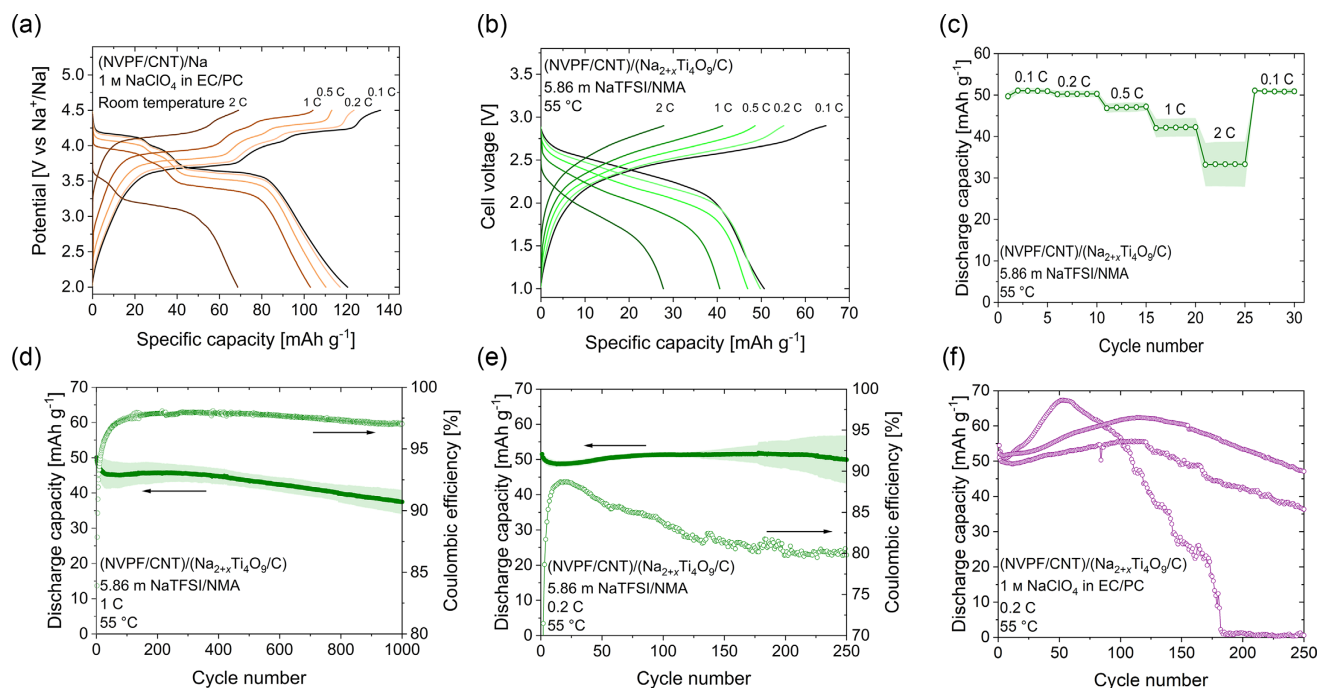 (a)
(NVPF/CNT)/Na
1 M NaClO₄ in EC/PC
Room temperature
2 C
1 C
0.5 C
0.2 C
0.1 C
Potential [V vs Na⁺/Na]
5.0
4.5
4.0
3.5
3.0
2.5
2.0
0 20 40 60 80 100 120 140
Specific capacity [mAh g⁻¹]
(b)
(NVPF/CNT)/(Na₂₊ₓTi₄O₉/C)
5.86 m NaTFSI/NMA
55 °C
2 C
1 C
0.5 C
0.2 C
0.1 C
Cell voltage [V]
3.5
3.0
2.5
2.0
1.5
1.0
0 10 20 30 40 50 60 70
Specific capacity [mAh g⁻¹]
(c)
0.1 C
0.2 C
0.5 C
1 C
2 C
0.1 C
(NVPF/CNT)/(Na₂₊ₓTi₄O₉/C)
5.86 m NaTFSI/NMA
55 °C
Discharge capacity [mAh g⁻¹]
60
50
40
30
20
10
0
0 5 10 15 20 25 30
Cycle number
(d)
(NVPF/CNT)/(Na₂₊ₓTi₄O₉/C)
5.86 m NaTFSI/NMA
1 C
55 °C
Discharge capacity [mAh g⁻¹]
70
60
50
40
30
20
10
0
100
95
90
85
80
Coulombic efficiency [%]
0 200 400 600 800 1000
Cycle number
(e)
(NVPF/CNT)/(Na₂₊ₓTi₄O₉/C)
5.86 m NaTFSI/NMA
0.2 C
55 °C
Discharge capacity [mAh g⁻¹]
70
60
50
40
30
20
10
0
100
95
90
85
80
75
70
Coulombic efficiency [%]
0 50 100 150 200 250
Cycle number
(f)
(NVPF/CNT)/(Na₂₊ₓTi₄O₉/C)
1 M NaClO₄ in EC/PC
0.2 C
55 °C
Discharge capacity [mAh g⁻¹]
70
60
50
40
30
20
10
0
0 50 100 150 200 250
Cycle number